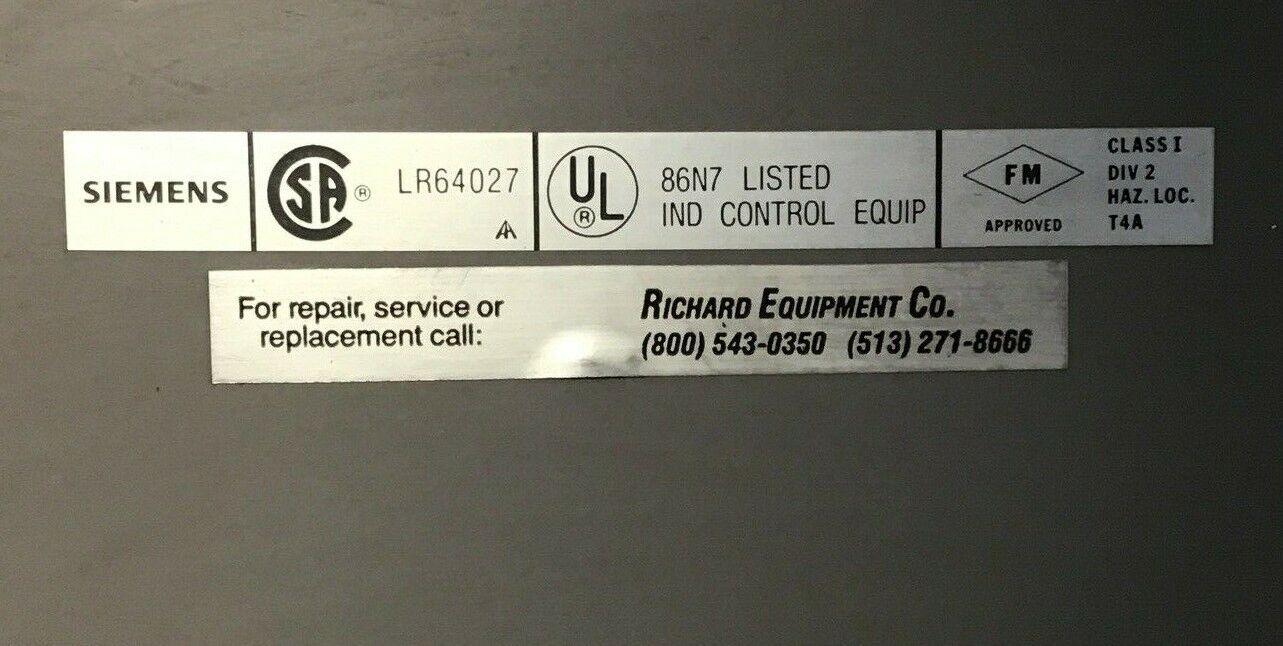 SIEMENS
CSA ® LR64027
UL ® 86N7 LISTED
IND CONTROL EQUIP
FM
APPROVED
CLASS I
DIV 2
HAZ. LOC.
T4A
For repair, service or
replacement call:
RICHARD EQUIPMENT CO.
(800) 543-0350 (513) 271-8666